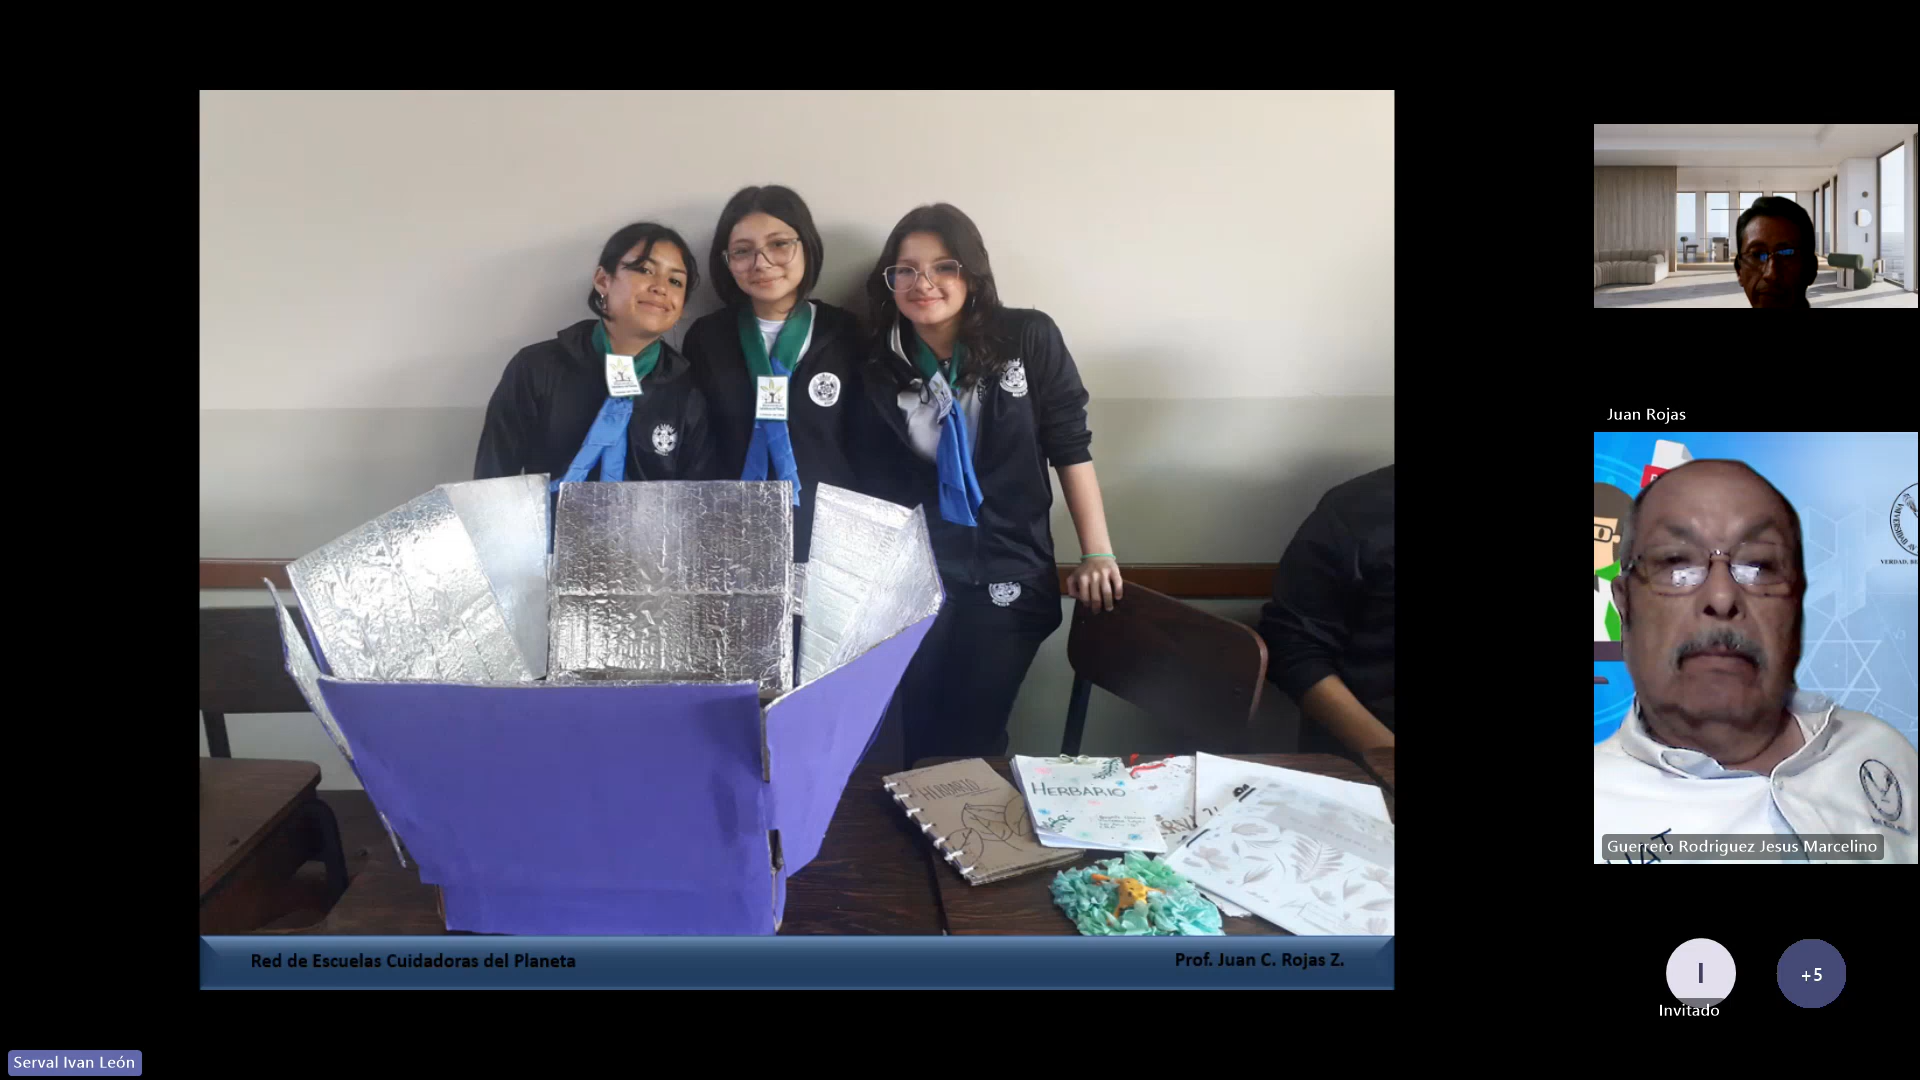 HERBARIO
HERBARIO
Red de Escuelas Cuidadoras del Planeta
Prof. Juan C. Rojas Z.
Juan Rojas
Guerrero Rodriguez Jesus Marcelino
I
+5
Invitado
Serval Ivan León